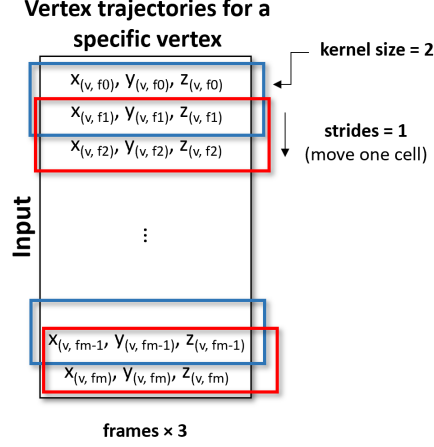 Vertex trajectories for a
specific vertex
kernel size = 2
x(v, f0), y(v, f0), z(v, f0)
x(v, f1), y(v, f1), z(v, f1)
strides = 1
x(v, f2), y(v, f2), z(v, f2)
(move one cell)
Input
⋮
x(v, fm-1), y(v, fm-1), z(v, fm-1)
x(v, fm), y(v, fm), z(v, fm)
frames × 3